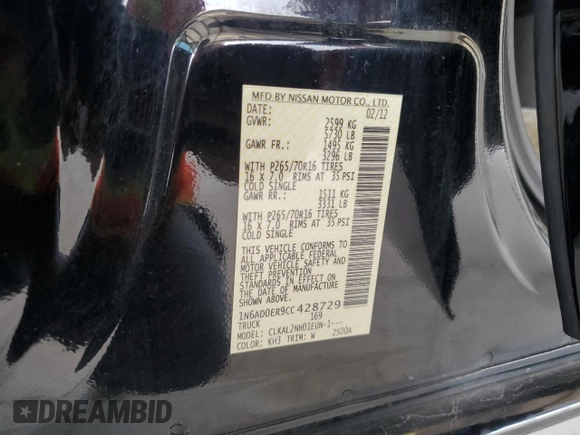 MFD BY NISSAN MOTOR CO., LTD.
DATE: 02/12
GVWR: 2599 KG
5730 LB
GAWR FR.: 1495 KG
3296 LB
WITH P265/70R16 TIRES
16 X 7.0 RIMS AT 35 PSI
COLD SINGLE
GAWR RR.: 1511 KG
3331 LB
WITH P265/70R16 TIRES
16 X 7.0 RIMS AT 35 PSI
COLD SINGLE
THIS VEHICLE CONFORMS TO
ALL APPLICABLE FEDERAL
MOTOR VEHICLE SAFETY AND
THEFT PREVENTION
STANDARDS IN EFFECT ON
THE DATE OF MANUFACTURE
SHOWN ABOVE.
1N6AD0ER9CC428729
TRUCK 169
MODEL: CLKALZNH01EUN-1---
COLOR: KH3 TRIM: W ZS00A
DREAMBID